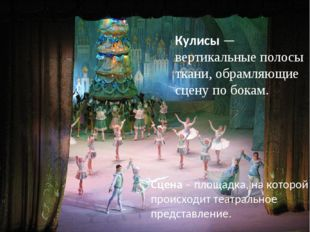 Кулисы —
вертикальные полосы
ткани, обрамляющие
сцену по бокам.
Сцена – площадка, на которой
происходит театральное
представление.